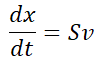 dx/dt = Sv